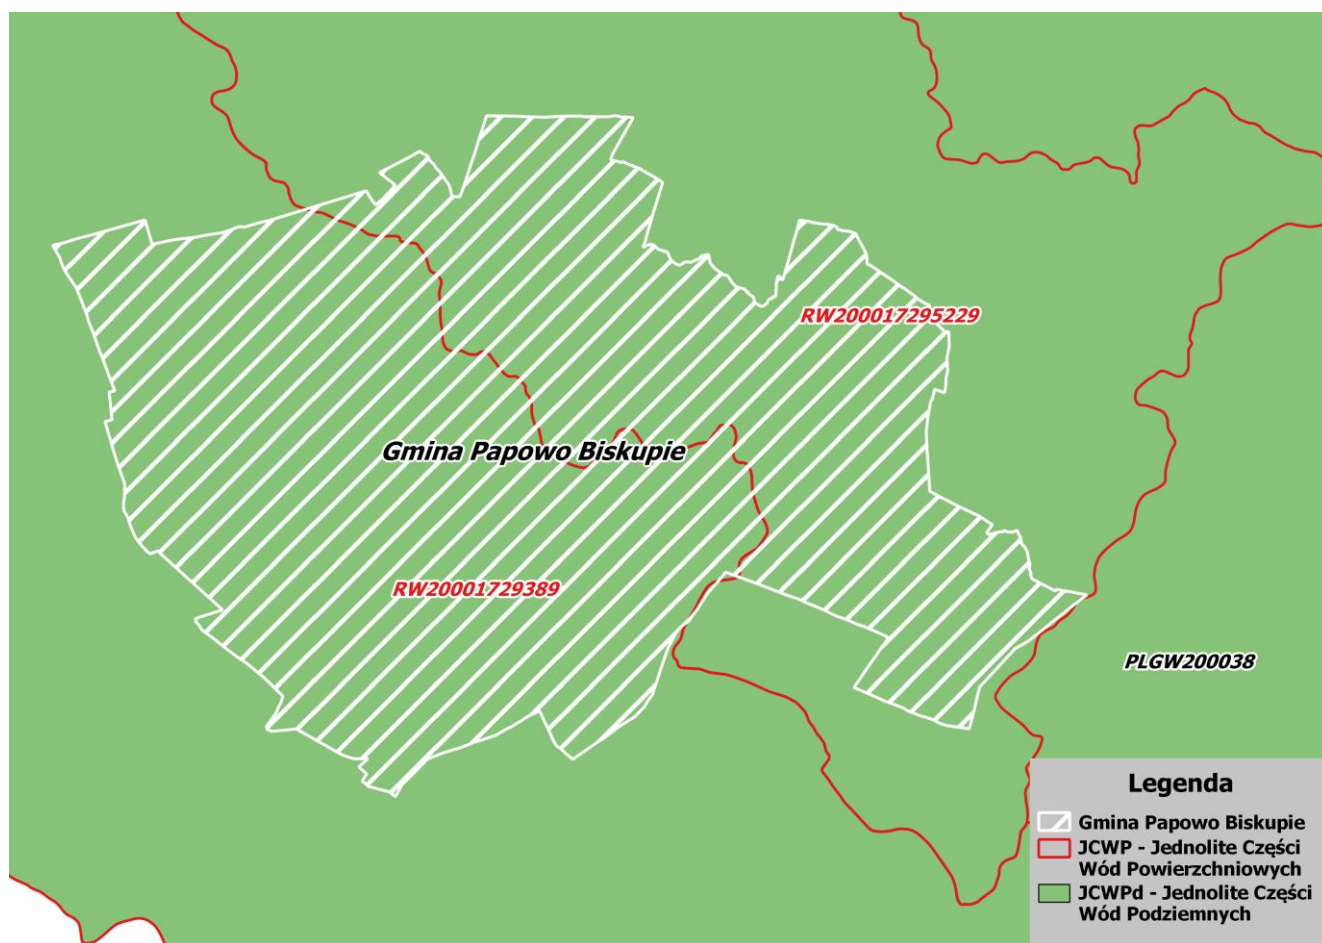 RW200017295229
Gmina Papowo Biskupie
RW20001729389
PLGW200038
Legenda
Gmina Papowo Biskupie
JCWP - Jednolite Części
Wód Powierzchniowych
JCWPd - Jednolite Części
Wód Podziemnych